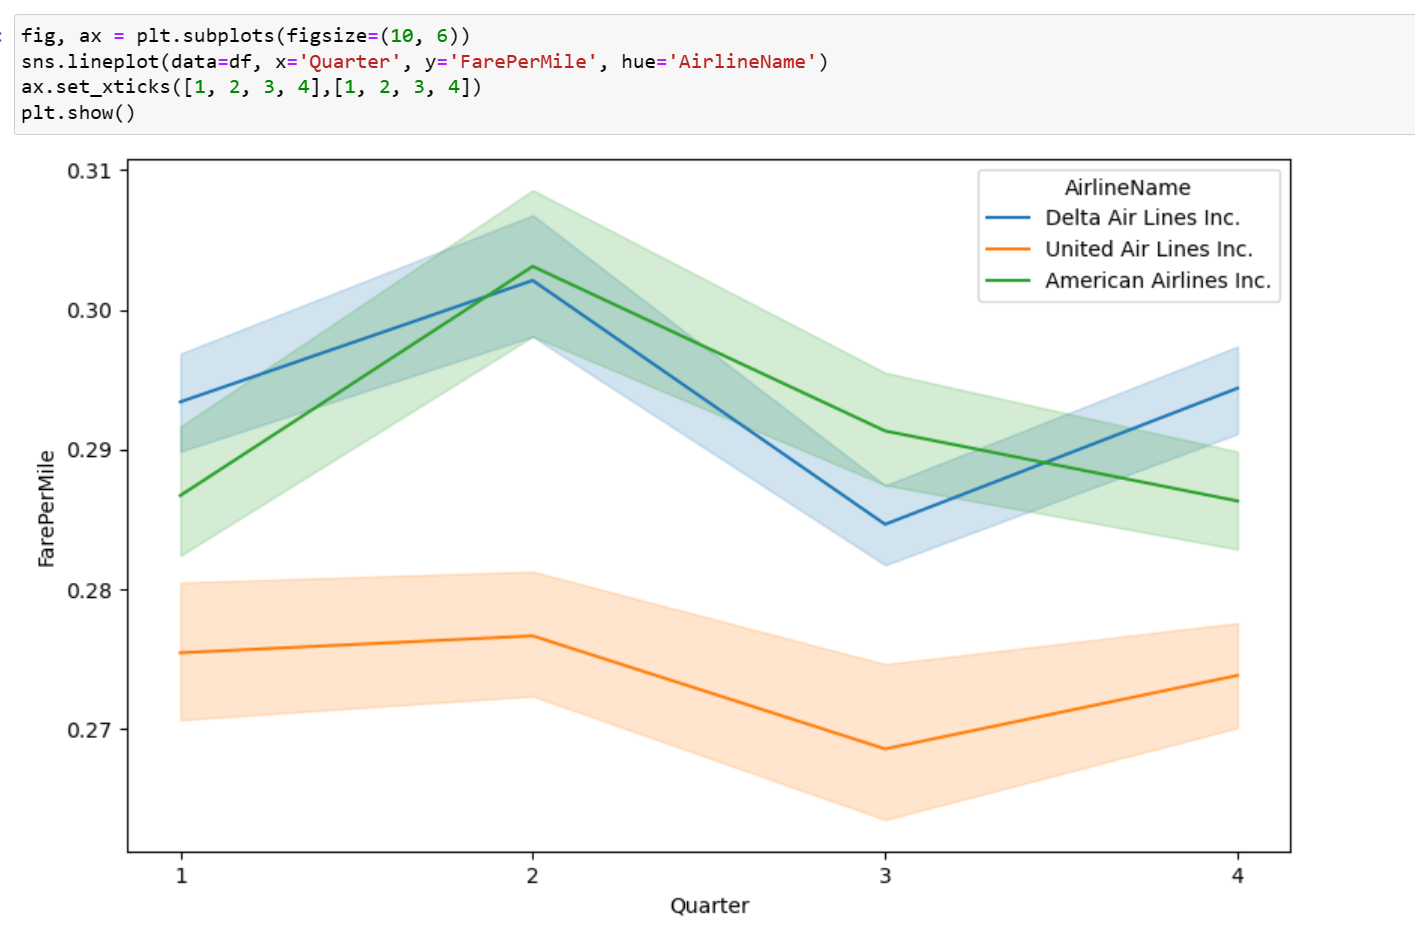 :
fig, ax = plt.subplots(figsize=(10, 6))
sns.lineplot(data=df, x='Quarter', y='FarePerMile', hue='AirlineName')
ax.set_xticks([1, 2, 3, 4],[1, 2, 3, 4])
plt.show()
AirlineName
Delta Air Lines Inc.
United Air Lines Inc.
American Airlines Inc.
FarePerMile
0.31
0.30
0.29
0.28
0.27
1 2 3 4
Quarter